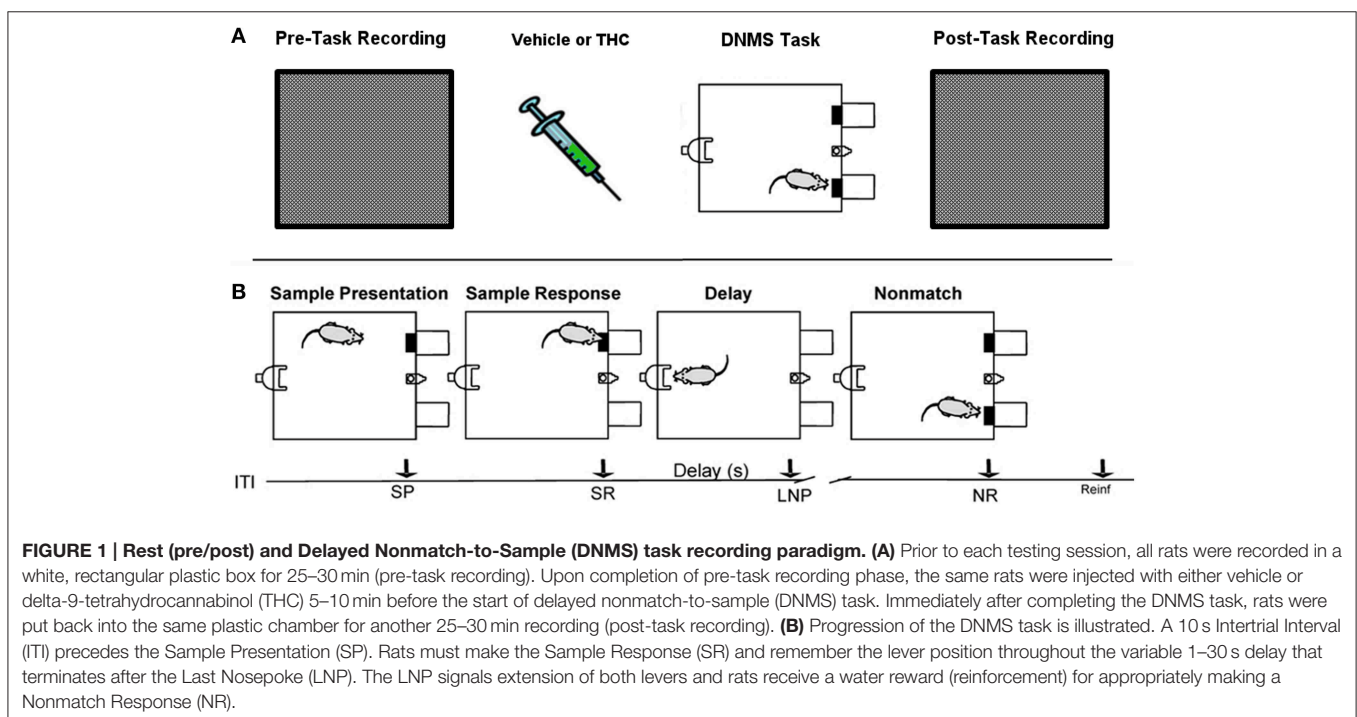 A Pre-Task Recording Vehicle or THC DNMS Task Post-Task Recording
B Sample Presentation Sample Response Delay Nonmatch
ITI SP SR Delay (s) LNP NR Reinf
FIGURE 1 | Rest (pre/post) and Delayed Nonmatch-to-Sample (DNMS) task recording paradigm. (A) Prior to each testing session, all rats were recorded in a
white, rectangular plastic box for 25–30 min (pre-task recording). Upon completion of pre-task recording phase, the same rats were injected with either vehicle or
delta-9-tetrahydrocannabinol (THC) 5–10 min before the start of delayed nonmatch-to-sample (DNMS) task. Immediately after completing the DNMS task, rats were
put back into the same plastic chamber for another 25–30 min recording (post-task recording). (B) Progression of the DNMS task is illustrated. A 10 s Intertrial Interval
(ITI) precedes the Sample Presentation (SP). Rats must make the Sample Response (SR) and remember the lever position throughout the variable 1–30 s delay that
terminates after the Last Nosepoke (LNP). The LNP signals extension of both levers and rats receive a water reward (reinforcement) for appropriately making a
Nonmatch Response (NR).